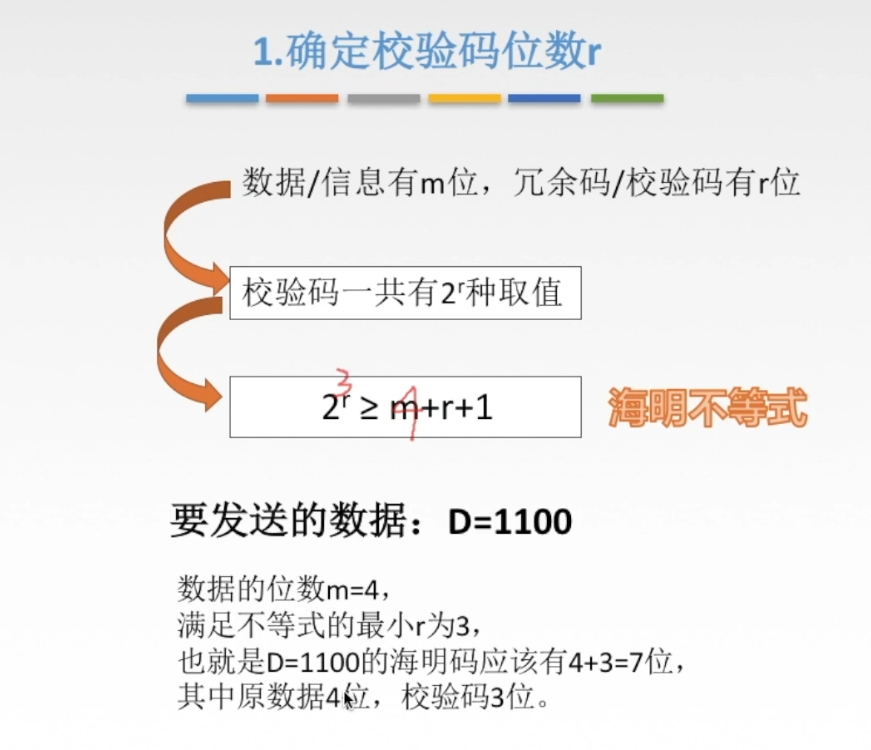 1.确定校验码位数r
数据/信息有m位，冗余码/校验码有r位
校验码一共有2ʳ种取值
3
2ʳ ≥ m+r+1
4
海明不等式
要发送的数据：D=1100
数据的位数m=4，
满足不等式的最小r为3，
也就是D=1100的海明码应该有4+3=7位，
其中原数据4位，校验码3位。